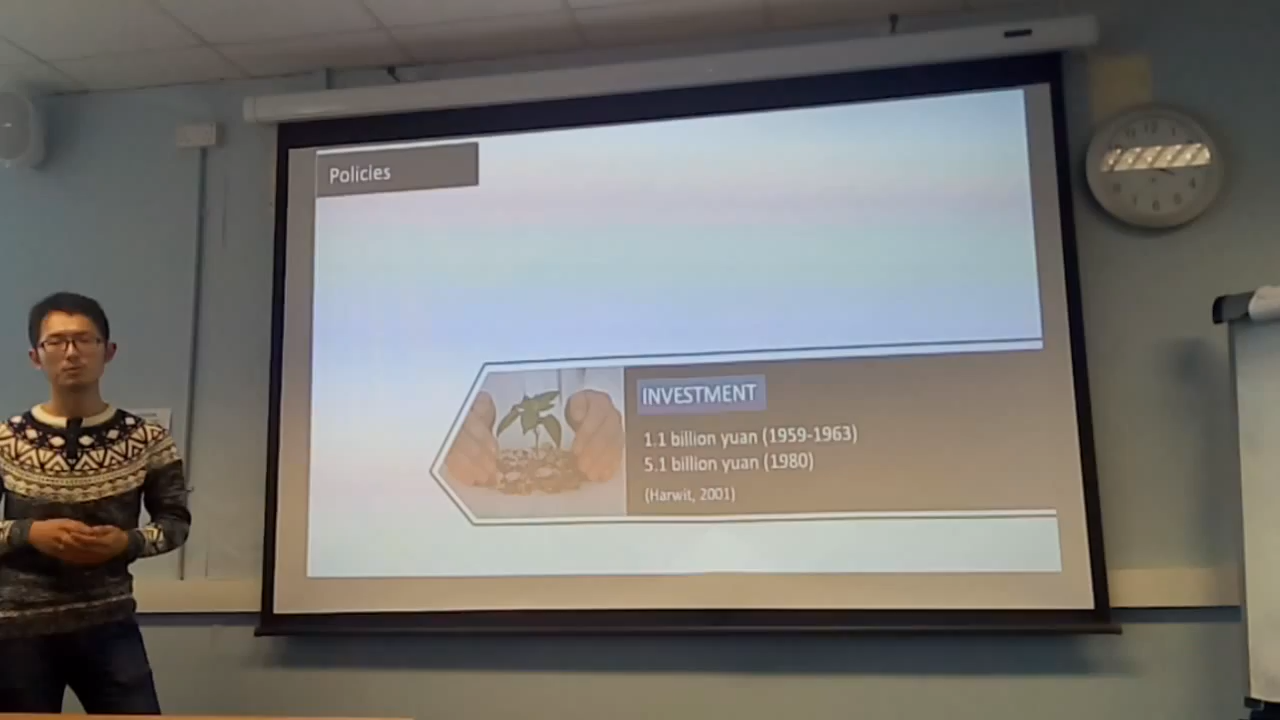 Policies
INVESTMENT
1.1 billion yuan (1959-1963)
5.1 billion yuan (1980)
(Harwit, 2001)